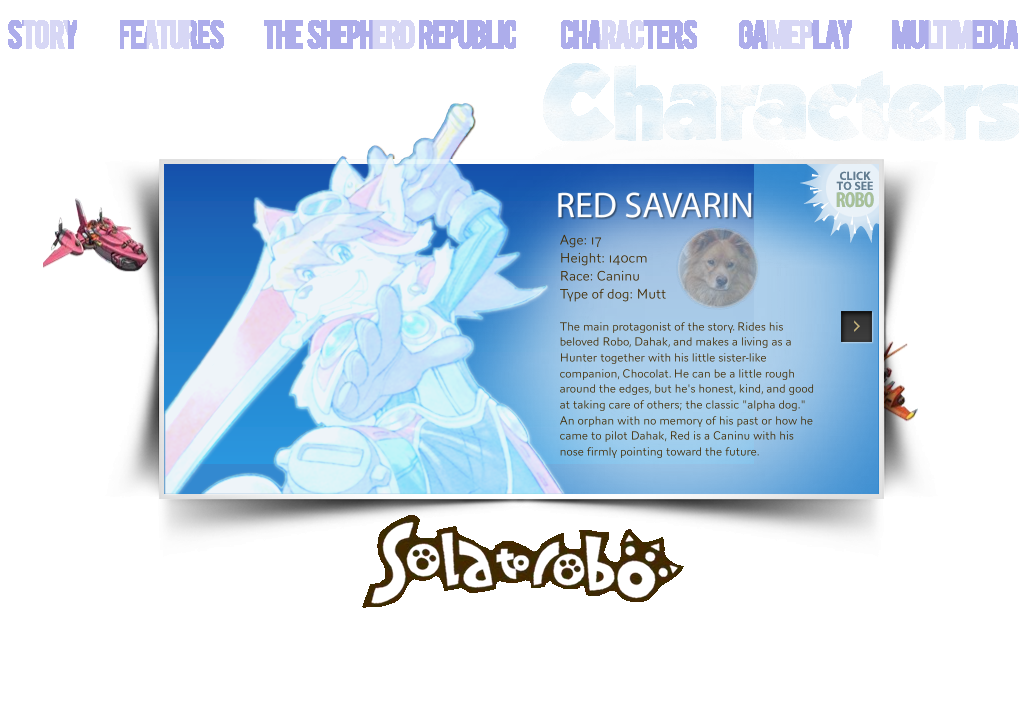 STORY FEATURES THE SHEPHERD REPUBLIC CHARACTERS GAMEPLAY MULTIMEDIA
Characters
CLICK
TO SEE
ROBO
RED SAVARIN
Age: 17
Height: 140cm
Race: Caninu
Type of dog: Mutt
The main protagonist of the story. Rides his
beloved Robo, Dahak, and makes a living as a
Hunter together with his little sister-like
companion, Chocolat. He can be a little rough
around the edges, but he's honest, kind, and good
at taking care of others; the classic "alpha dog."
An orphan with no memory of his past or how he
came to pilot Dahak, Red is a Caninu with his
nose firmly pointing toward the future.
Solatorobo